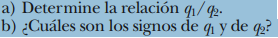 a) Determine la relación q₁/q₂.
b) ¿Cuáles son los signos de q₁ y de q₂?